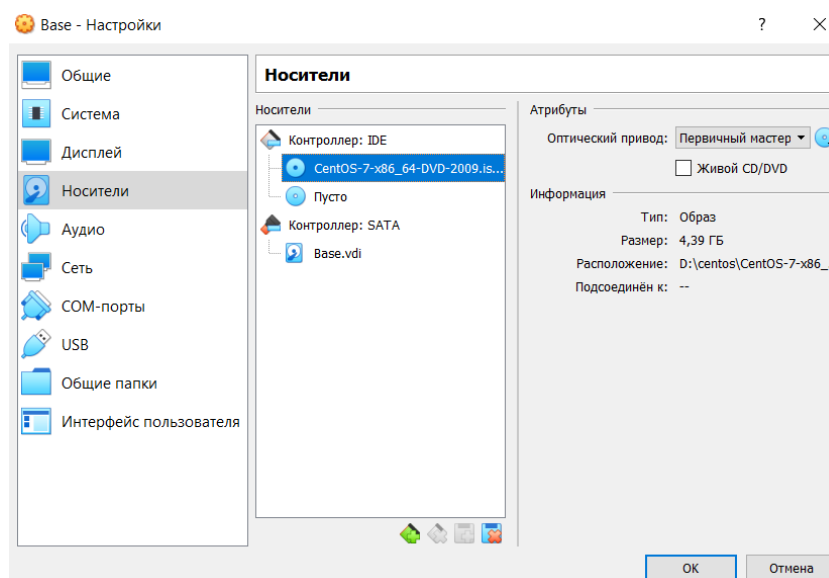 Base - Настройки
?
Общие
Система
Дисплей
Носители
Аудио
Сеть
COM-порты
USB
Общие папки
Интерфейс пользователя
Носители
Носители
Контроллер: IDE
CentOS-7-x86_64-DVD-2009.is...
Пусто
Контроллер: SATA
Base.vdi
Атрибуты
Оптический привод: Первичный мастер
Живой CD/DVD
Информация
Тип: Образ
Размер: 4,39 ГБ
Расположение: D:\centos\CentOS-7-x86_
Подсоединён к: --
OK
Отмена